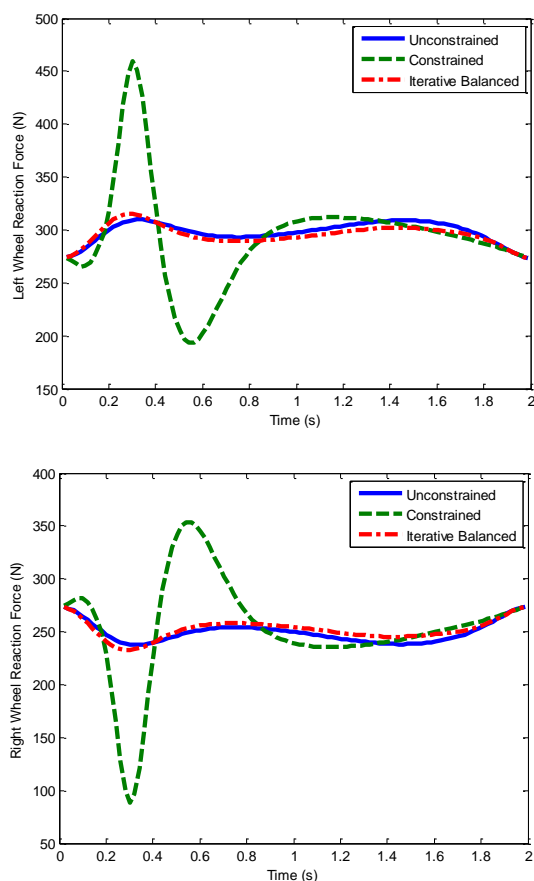 500
450
400
350
300
250
200
150
Left Wheel Reaction Force (N)
Unconstrained
Constrained
Iterative Balanced
0 0.2 0.4 0.6 0.8 1 1.2 1.4 1.6 1.8 2
Time (s)
400
350
300
250
200
150
100
50
Right Wheel Reaction Force (N)
Unconstrained
Constrained
Iterative Balanced
0 0.2 0.4 0.6 0.8 1 1.2 1.4 1.6 1.8 2
Time (s)